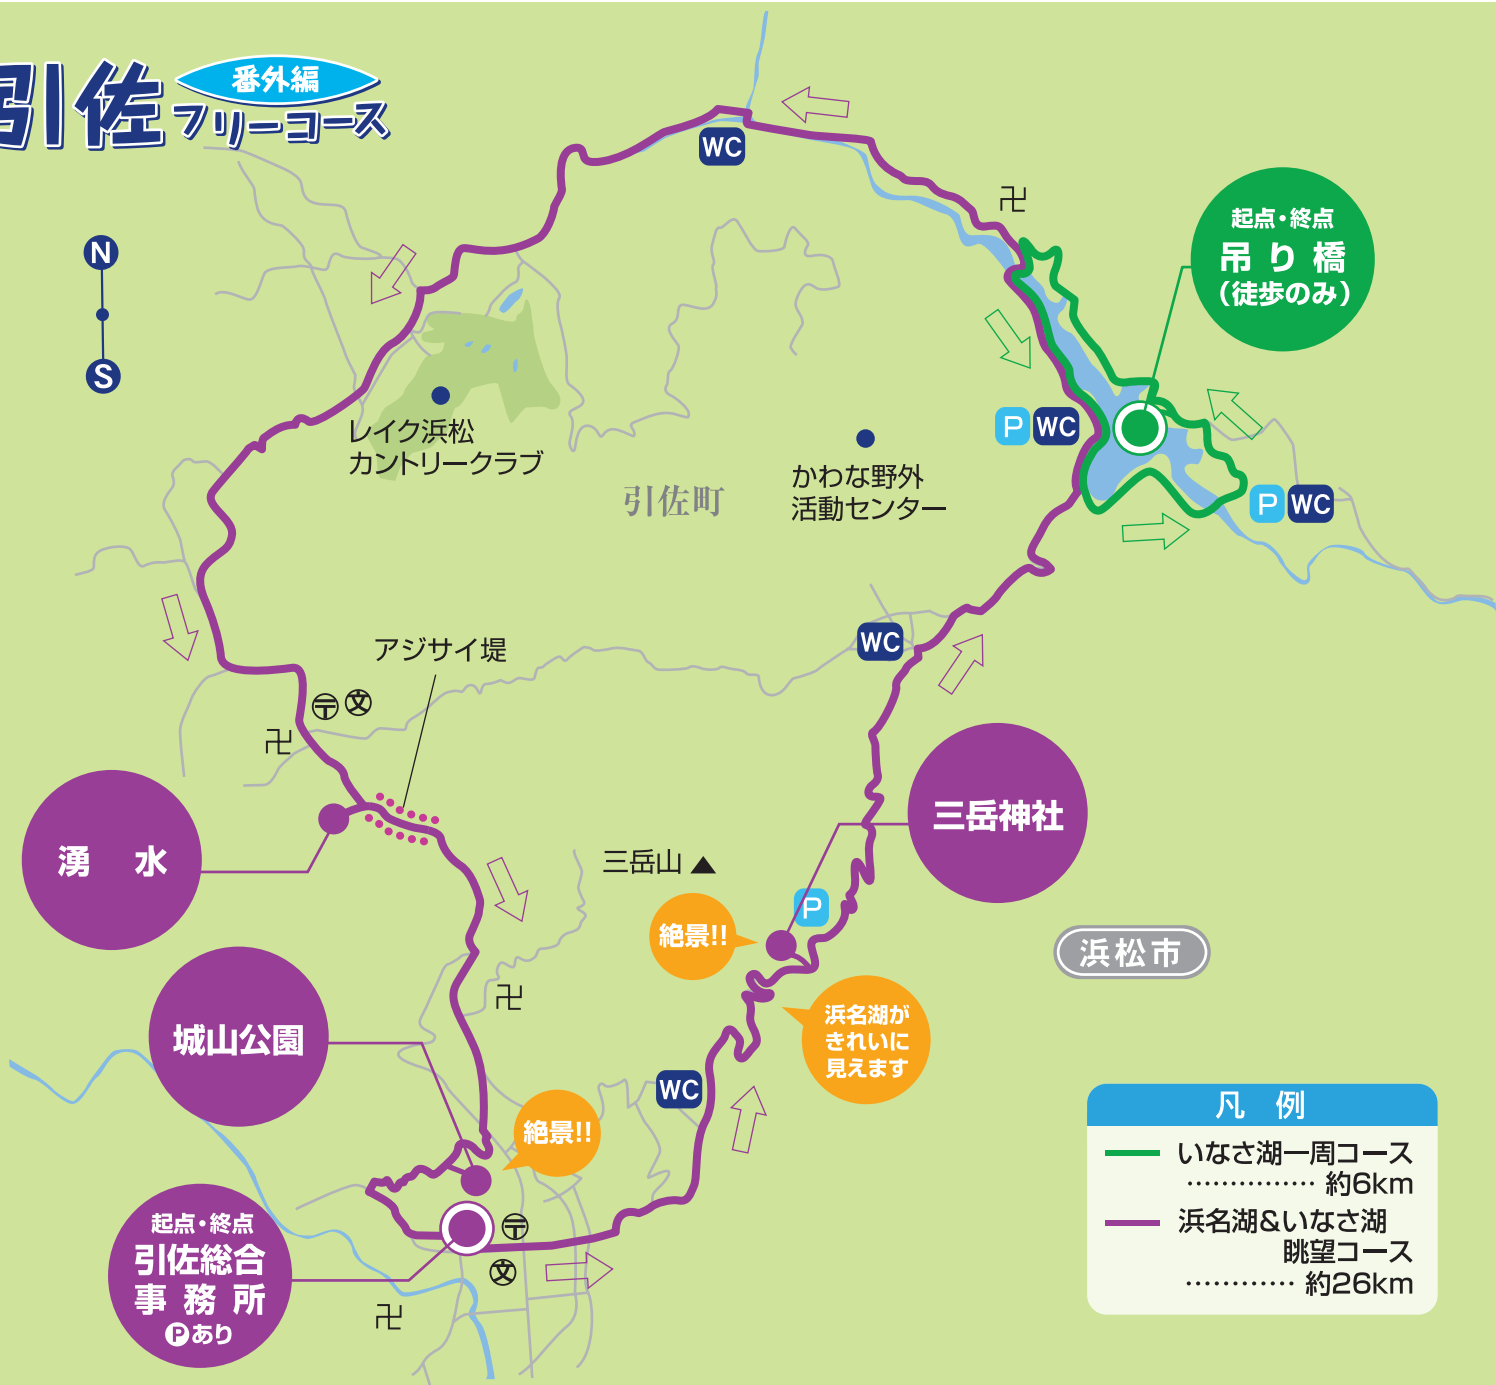 引佐
番外編
フリーコース
N
S
WC
卍
起点・終点
吊り橋
(徒歩のみ)
レイク浜松
カントリークラブ
引佐町
かわな野外
活動センター
P WC
P WC
WC
アジサイ堤
〒 文
卍
湧 水
三岳神社
三岳山 ▲
P
絶景!!
浜松市
卍
浜名湖が
きれいに
見えます
城山公園
WC
絶景!!
起点・終点
引佐総合
事務所
Pあり
〒
文
卍
凡 例
いなさ湖一周コース
…………… 約6km
浜名湖&いなさ湖
眺望コース
………… 約26km